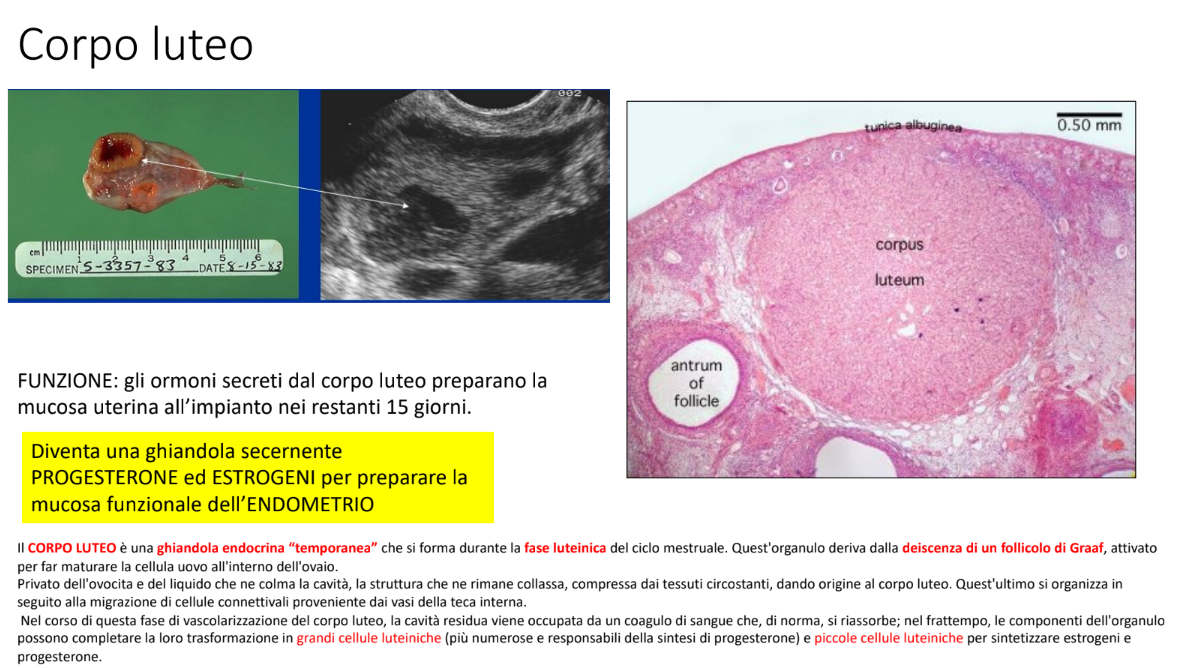 Corpo luteo
002
cm
1 2 3 4 5 6
SPECIMEN S-3357-83 DATE 8-15-83
tunica albuginea
0.50 mm
corpus
luteum
antrum
of
follicle
FUNZIONE: gli ormoni secreti dal corpo luteo preparano la
mucosa uterina all’impianto nei restanti 15 giorni.
Diventa una ghiandola secernente
PROGESTERONE ed ESTROGENI per preparare la
mucosa funzionale dell’ENDOMETRIO
Il CORPO LUTEO è una ghiandola endocrina “temporanea” che si forma durante la fase luteinica del ciclo mestruale. Quest'organulo deriva dalla deiscenza di un follicolo di Graaf, attivato
per far maturare la cellula uovo all'interno dell'ovaio.
Privato dell'ovocita e del liquido che ne colma la cavità, la struttura che ne rimane collassa, compressa dai tessuti circostanti, dando origine al corpo luteo. Quest'ultimo si organizza in
seguito alla migrazione di cellule connettivali proveniente dai vasi della teca interna.
Nel corso di questa fase di vascolarizzazione del corpo luteo, la cavità residua viene occupata da un coagulo di sangue che, di norma, si riassorbe; nel frattempo, le componenti dell'organulo
possono completare la loro trasformazione in grandi cellule luteiniche (più numerose e responsabili della sintesi di progesterone) e piccole cellule luteiniche per sintetizzare estrogeni e
progesterone.